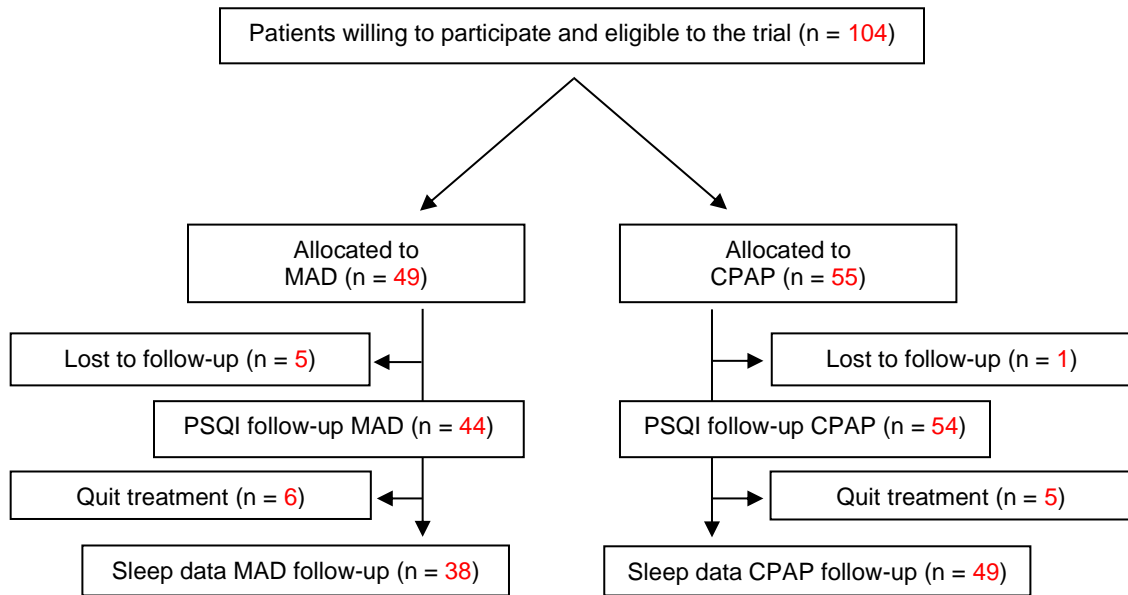 Patients willing to participate and eligible to the trial (n = 104)
Allocated to
MAD (n = 49)
Allocated to
CPAP (n = 55)
Lost to follow-up (n = 5)
Lost to follow-up (n = 1)
PSQI follow-up MAD (n = 44)
PSQI follow-up CPAP (n = 54)
Quit treatment (n = 6)
Quit treatment (n = 5)
Sleep data MAD follow-up (n = 38)
Sleep data CPAP follow-up (n = 49)